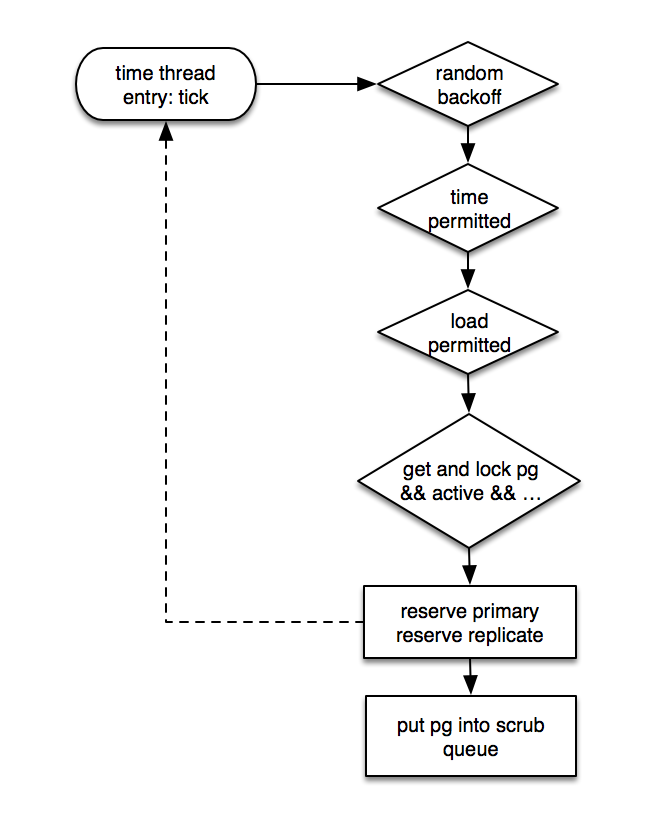 time thread
entry: tick
random
backoff
time
permitted
load
permitted
get and lock pg
&& active && …
reserve primary
reserve replicate
put pg into scrub
queue